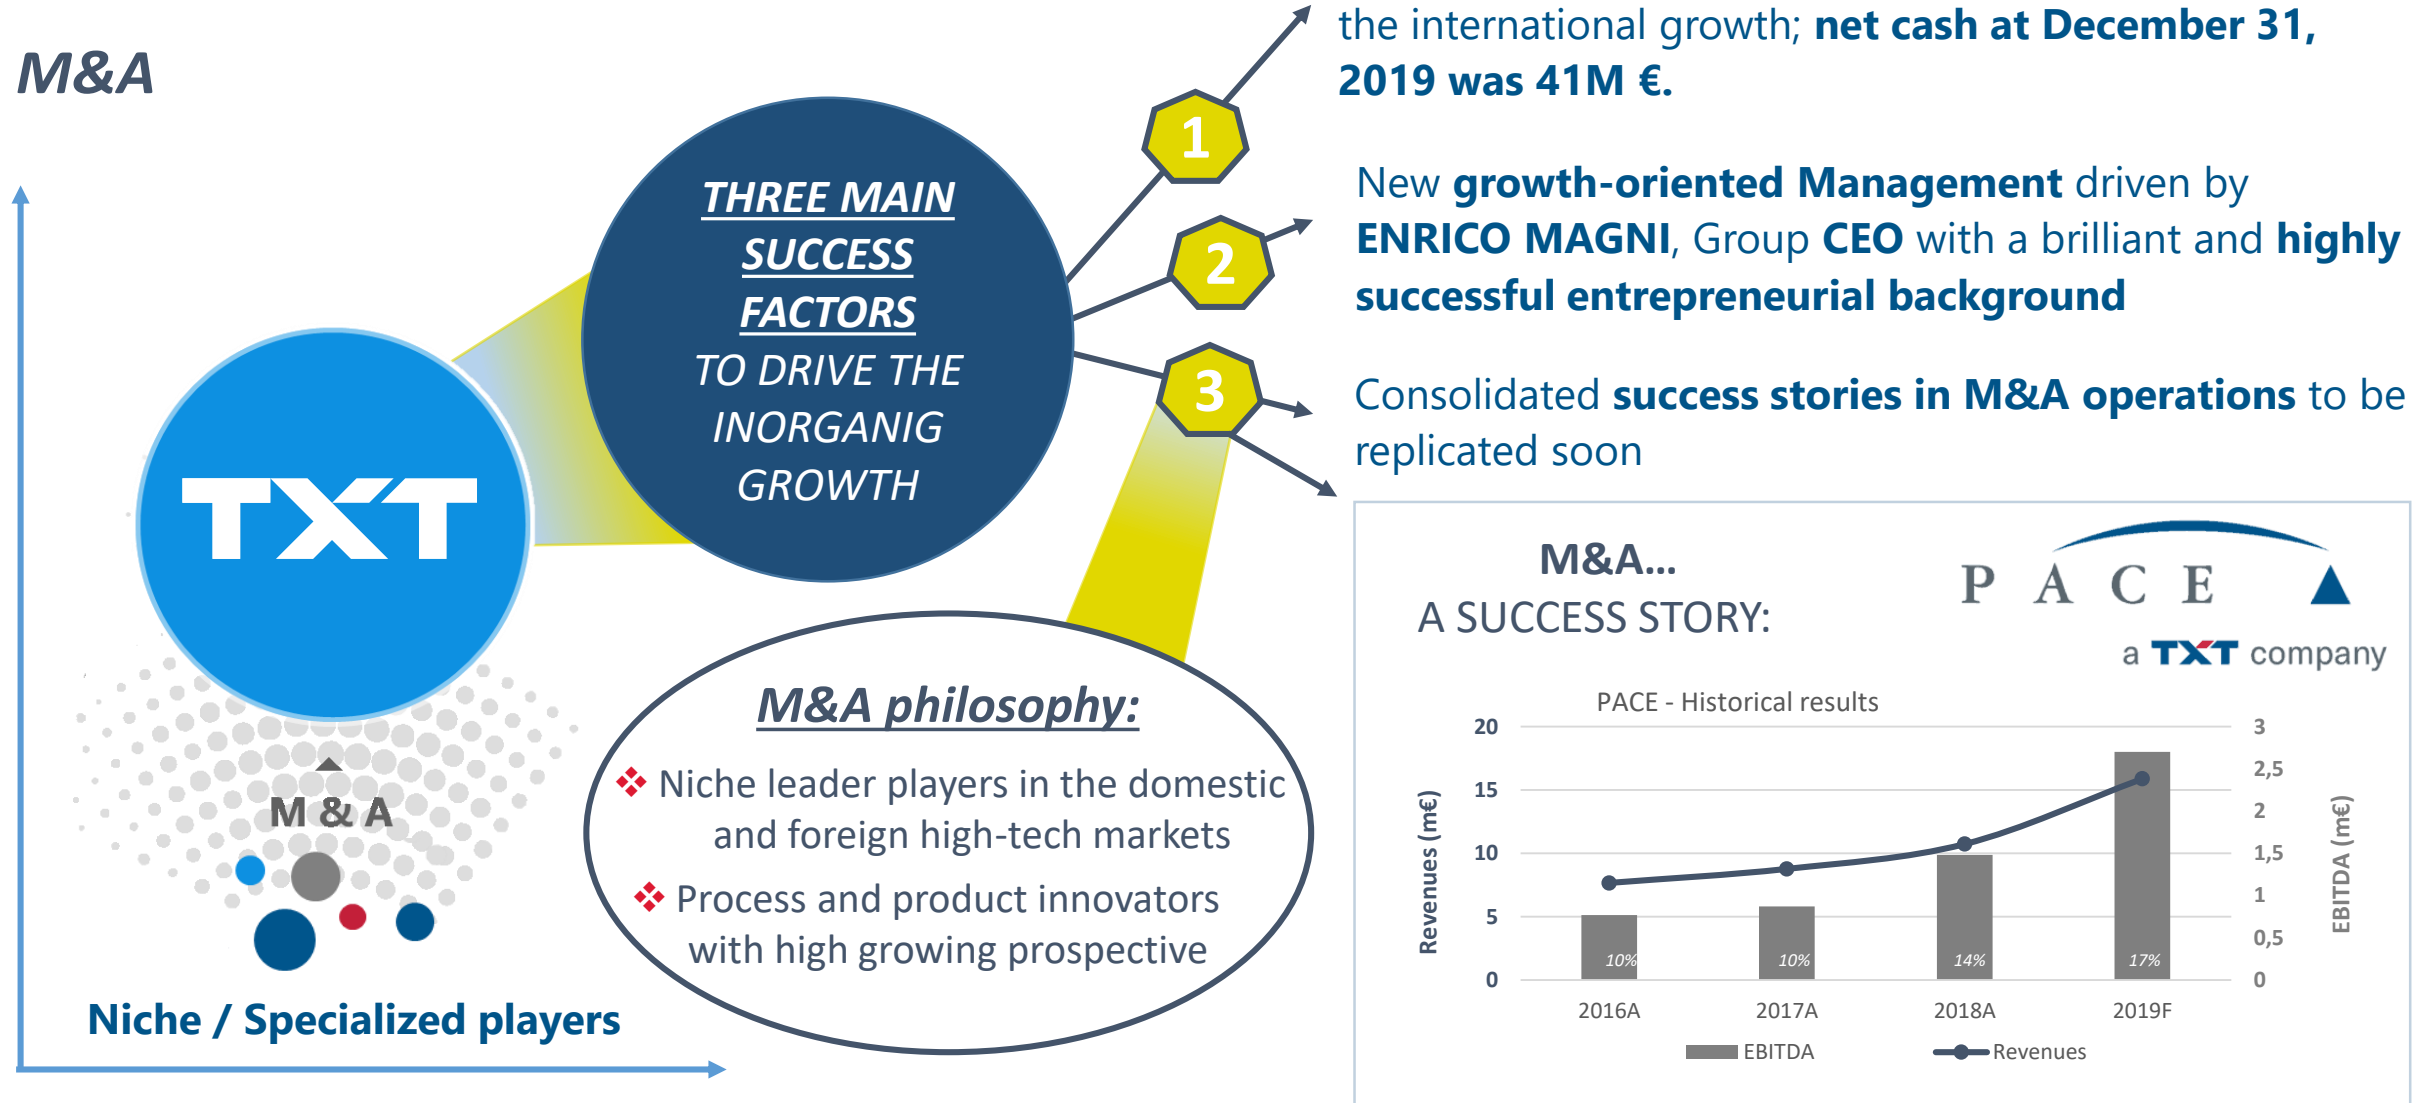 M&A
the international growth; net cash at December 31,
2019 was 41M €.
1
THREE MAIN
SUCCESS
FACTORS
TO DRIVE THE
INORGANIG
GROWTH
New growth-oriented Management driven by
ENRICO MAGNI, Group CEO with a brilliant and highly
successful entrepreneurial background
2
3
Consolidated success stories in M&A operations to be
replicated soon
TXT
M & A
Niche / Specialized players
M&A philosophy:
Niche leader players in the domestic
and foreign high-tech markets
Process and product innovators
with high growing prospective
M&A...
A SUCCESS STORY:
PACE
a TXT company
PACE - Historical results
Revenues (m€)
20
15
10
5
0
3
2,5
2
1,5
1
0,5
0
EBITDA (m€)
10%
10%
14%
17%
2016A
2017A
2018A
2019F
EBITDA
Revenues